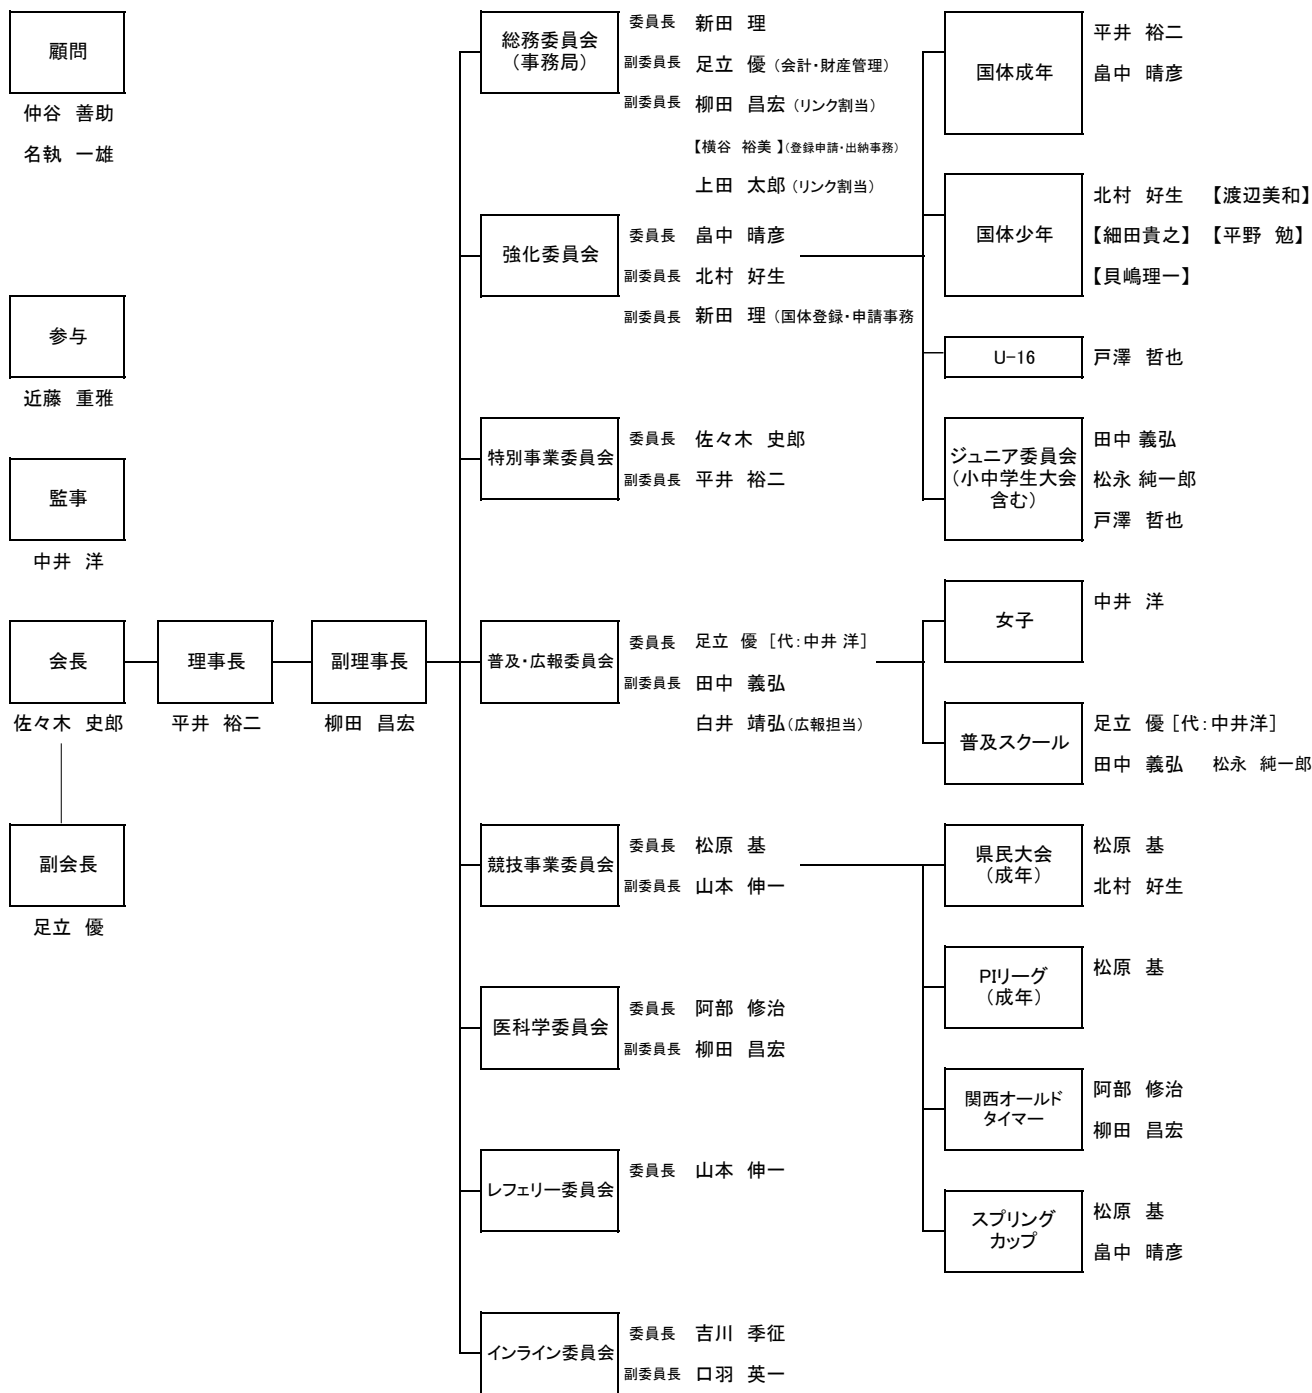 顧問
仲谷 善助
名執 一雄
参与
近藤 重雅
監事
中井 洋
会長
佐々木 史郎
副会長
足立 優
理事長
平井 裕二
副理事長
柳田 昌宏
総務委員会
(事務局)
委員長 新田 理
副委員長 足立 優 (会計・財産管理)
副委員長 柳田 昌宏 (リンク割当)
【横谷 裕美 】(登録申請・出納事務)
上田 太郎 (リンク割当)
強化委員会
委員長 畠中 晴彦
副委員長 北村 好生
副委員長 新田 理 (国体登録・申請事務
特別事業委員会
委員長 佐々木 史郎
副委員長 平井 裕二
普及・広報委員会
委員長 足立 優 [代:中井 洋]
副委員長 田中 義弘
白井 靖弘(広報担当)
競技事業委員会
委員長 松原 基
副委員長 山本 伸一
医科学委員会
委員長 阿部 修治
副委員長 柳田 昌宏
レフェリー委員会
委員長 山本 伸一
インライン委員会
委員長 吉川 季征
副委員長 口羽 英一
国体成年
平井 裕二
畠中 晴彦
国体少年
北村 好生 【渡辺美和】
【細田貴之】 【平野 勉】
【貝嶋理一】
U-16
戸澤 哲也
ジュニア委員会
(小中学生大会
含む)
田中 義弘
松永 純一郎
戸澤 哲也
女子
中井 洋
普及スクール
足立 優 [代:中井洋]
田中 義弘 松永 純一郎
県民大会
(成年)
松原 基
北村 好生
PIリーグ
(成年)
松原 基
関西オールド
タイマー
阿部 修治
柳田 昌宏
スプリング
カップ
松原 基
畠中 晴彦